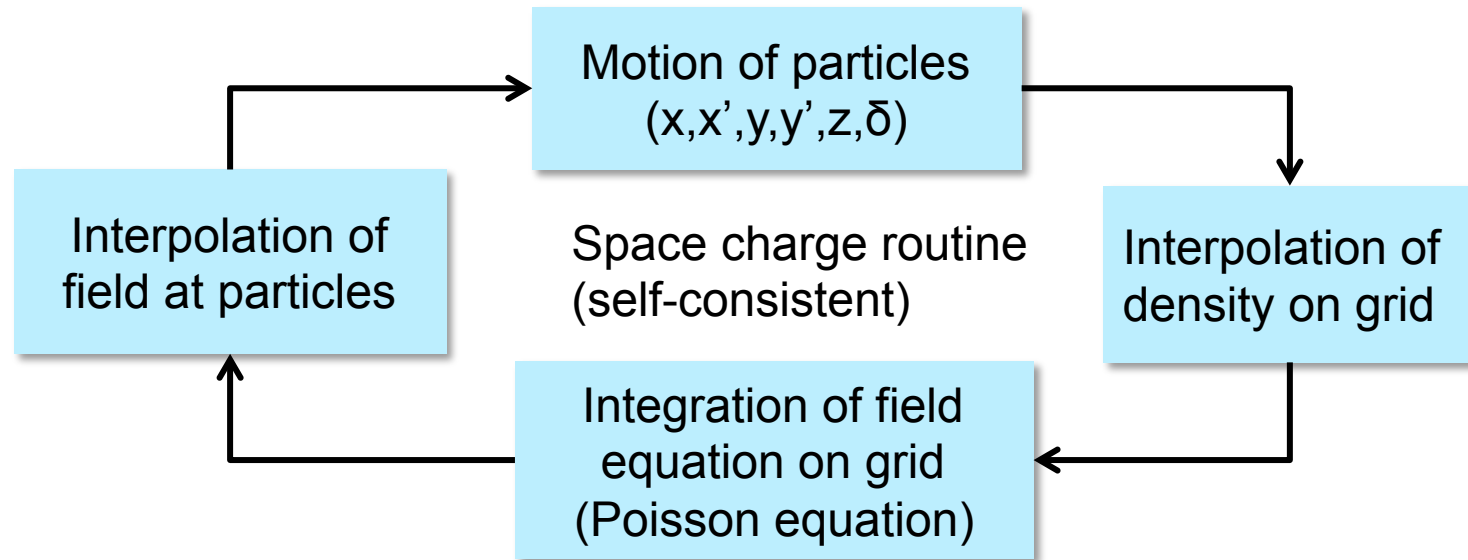 Motion of particles
(x,x’,y,y’,z,δ)
Interpolation of
field at particles
Space charge routine
(self-consistent)
Interpolation of
density on grid
Integration of field
equation on grid
(Poisson equation)